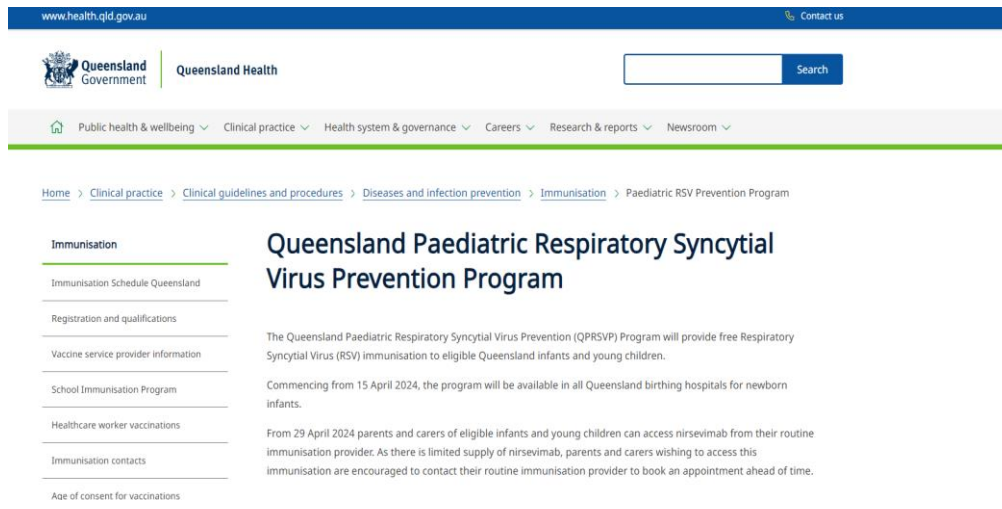 www.health.qld.gov.au
Contact us
Queensland
Government
Queensland Health
Search
Public health & wellbeing
Clinical practice
Health system & governance
Careers
Research & reports
Newsroom
Home > Clinical practice > Clinical guidelines and procedures > Diseases and infection prevention > Immunisation > Paediatric RSV Prevention Program
Immunisation
Immunisation Schedule Queensland
Registration and qualifications
Vaccine service provider information
School Immunisation Program
Healthcare worker vaccinations
Immunisation contacts
Age of consent for vaccinations
Queensland Paediatric Respiratory Syncytial
Virus Prevention Program
The Queensland Paediatric Respiratory Syncytial Virus Prevention (QPRSVP) Program will provide free Respiratory
Syncytial Virus (RSV) immunisation to eligible Queensland infants and young children.
Commencing from 15 April 2024, the program will be available in all Queensland birthing hospitals for newborn
infants.
From 29 April 2024 parents and carers of eligible infants and young children can access nirsevimab from their routine
immunisation provider. As there is limited supply of nirsevimab, parents and carers wishing to access this
immunisation are encouraged to contact their routine immunisation provider to book an appointment ahead of time.